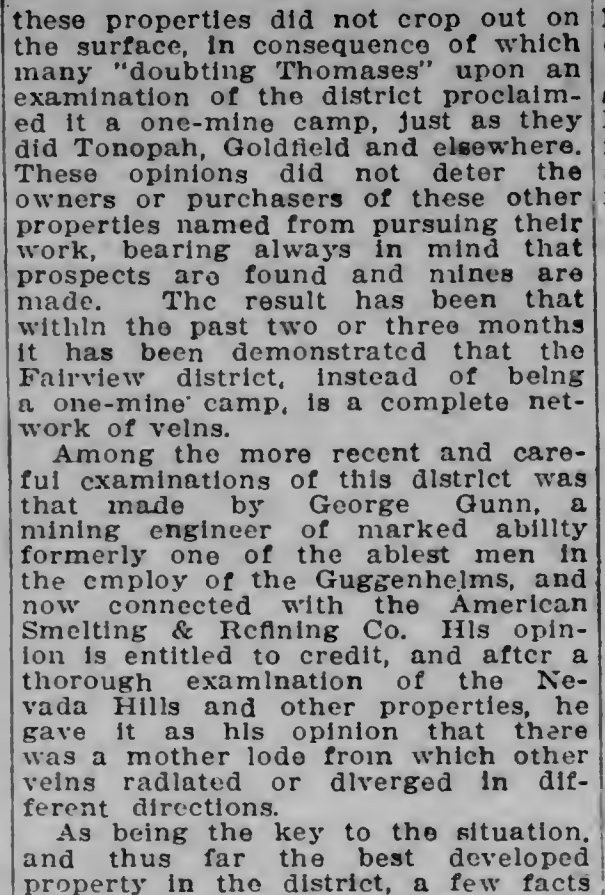 these properties did not crop out on
the surface, in consequence of which
many "doubting Thomases" upon an
examination of the district proclaim-
ed it a one-mine camp, just as they
did Tonopah, Goldfield and elsewhere.
These opinions did not deter the
owners or purchasers of these other
properties named from pursuing their
work, bearing always in mind that
prospects are found and mines are
made. The result has been that
within the past two or three months
it has been demonstrated that the
Fairview district, instead of being
a one-mine camp, is a complete net-
work of veins.
Among the more recent and care-
ful examinations of this district was
that made by George Gunn, a
mining engineer of marked ability
formerly one of the ablest men in
the employ of the Guggenheims, and
now connected with the American
Smelting & Refining Co. His opin-
ion is entitled to credit, and after a
thorough examination of the Ne-
vada Hills and other properties, he
gave it as his opinion that there
was a mother lode from which other
veins radiated or diverged in dif-
ferent directions.
As being the key to the situation,
and thus far the best developed
property in the district, a few facts